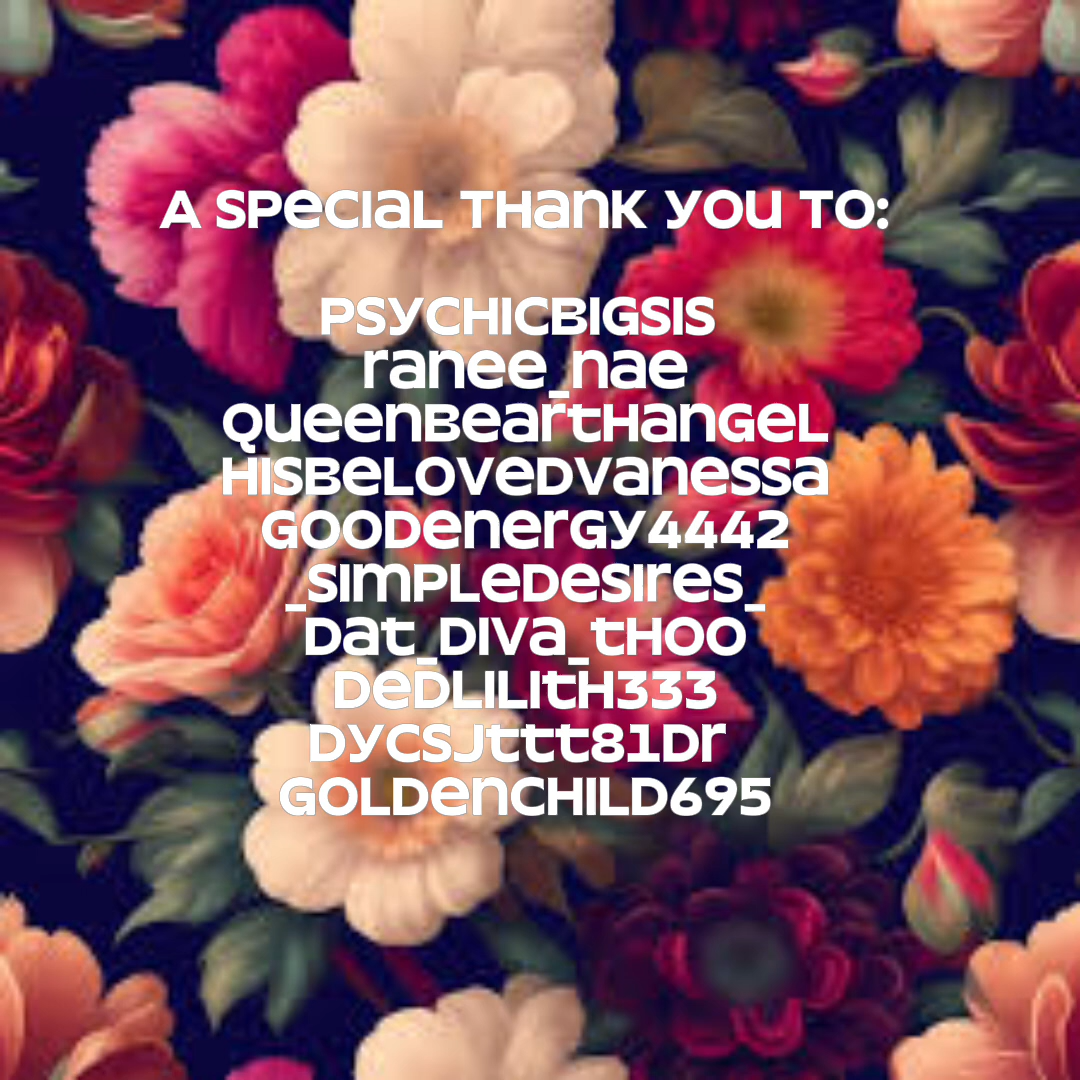 A SPECIAL THANK YOU TO:
PSYCHICBIGSIS
ranee_nae
queenbearthangel
hisbelovedvanessa
goodenergy4442
_simpledesires_
dat_diva_thoo
dedlilith333
dycsjttt81dr
goldenchild695